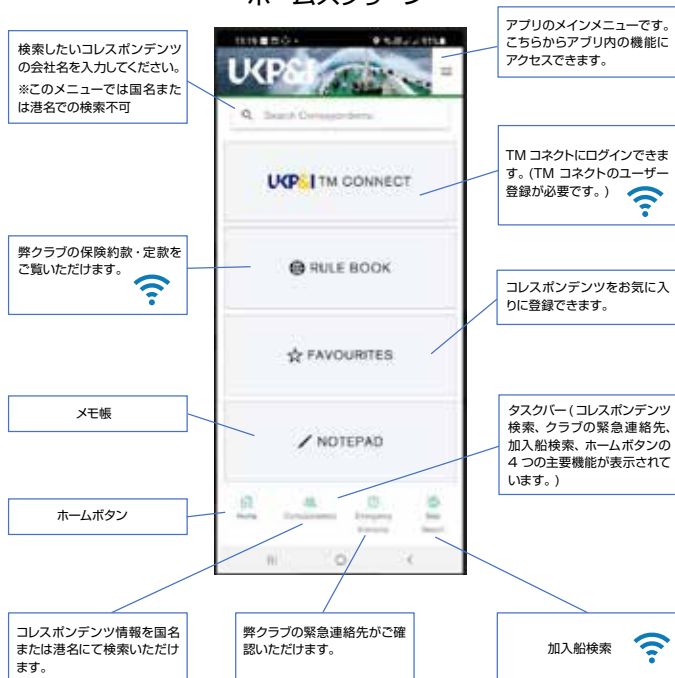 ホームスクリーン
検索したいコレスポンデンツ
の会社名を入力してください。
※このメニューでは国名また
は港名での検索不可
アプリのメインメニューです。
こちらからアプリ内の機能に
アクセスできます。
UKP&I
Search Correspondents
UKP&I TM CONNECT
TM コネクトにログインできま
す。(TM コネクトのユーザー
登録が必要です。)
弊クラブの保険約款・定款を
ご覧いただけます。
RULE BOOK
コレスポンデンツをお気に入
りに登録できます。
FAVOURITES
メモ帳
NOTEPAD
タスクバー ( コレスポンデンツ
検索、クラブの緊急連絡先、
加入船検索、ホームボタンの
4 つの主要機能が表示されて
います。)
ホームボタン
Home
Correspondents
Emergency
Ship
Search
コレスポンデンツ情報を国名
または港名にて検索いただけ
ます。
弊クラブの緊急連絡先がご確
認いただけます。
加入船検索